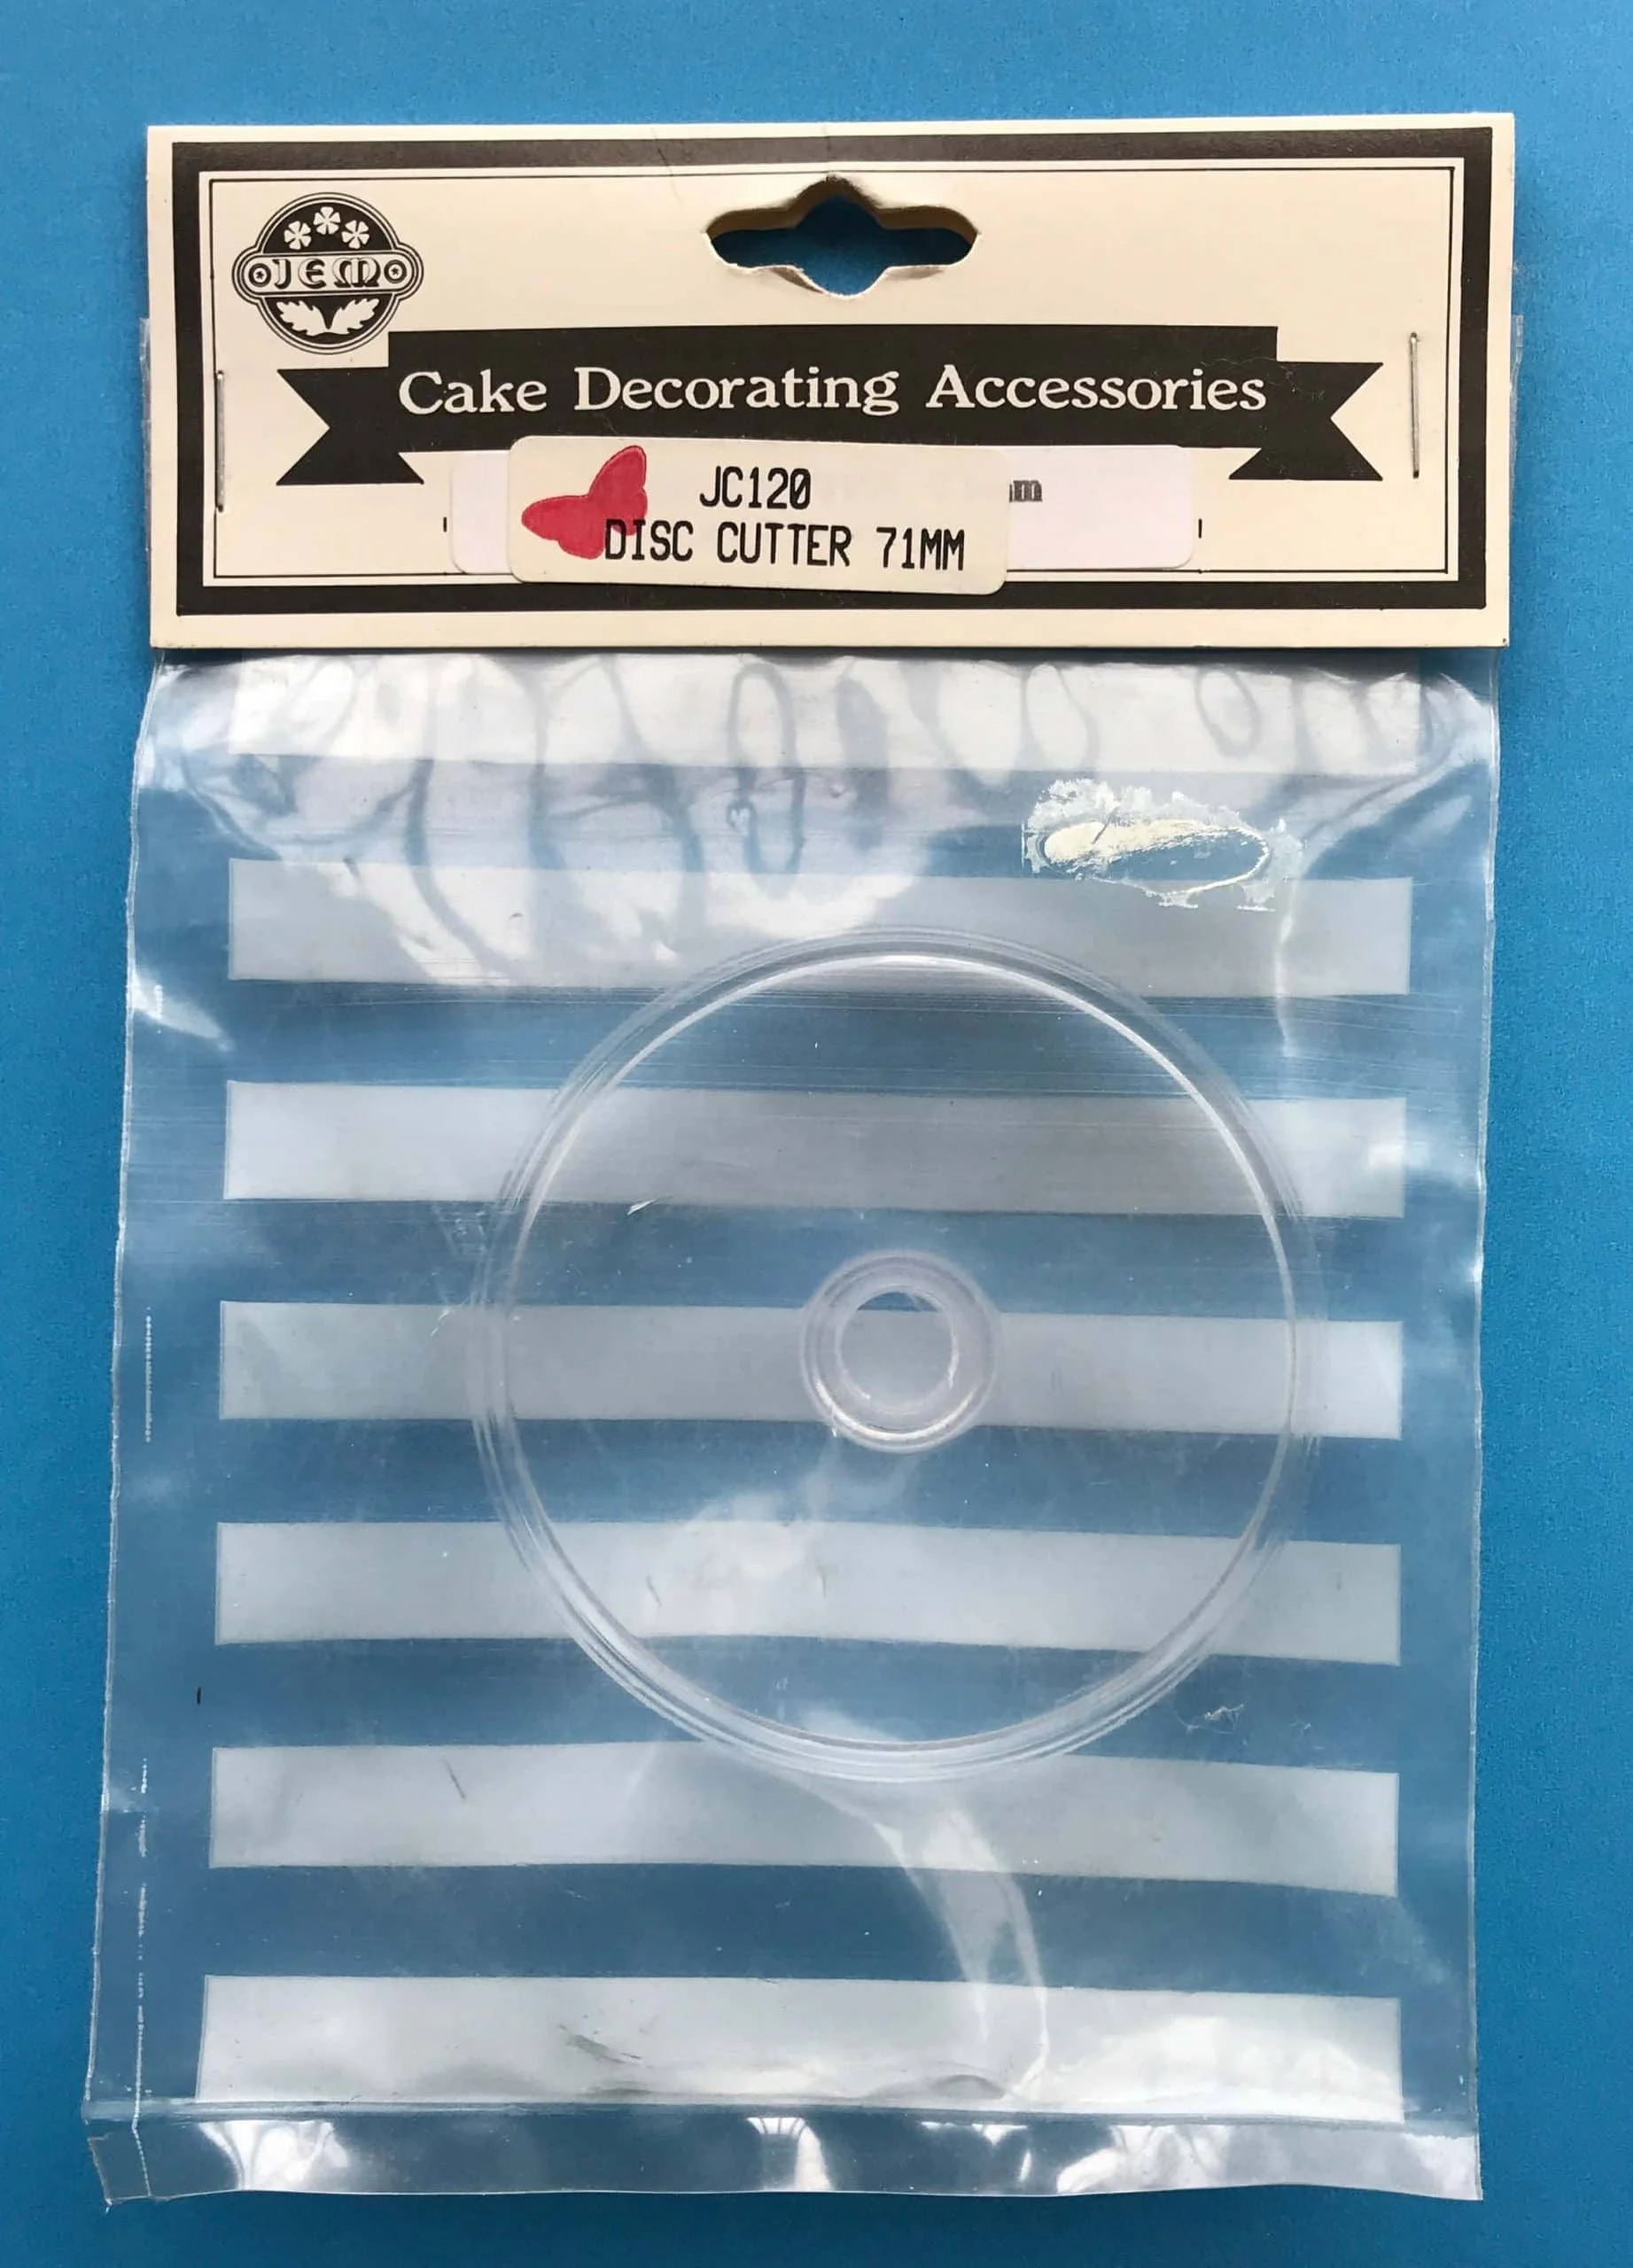 JEMO
Cake Decorating Accessories
JC120
DISC CUTTER 71MM